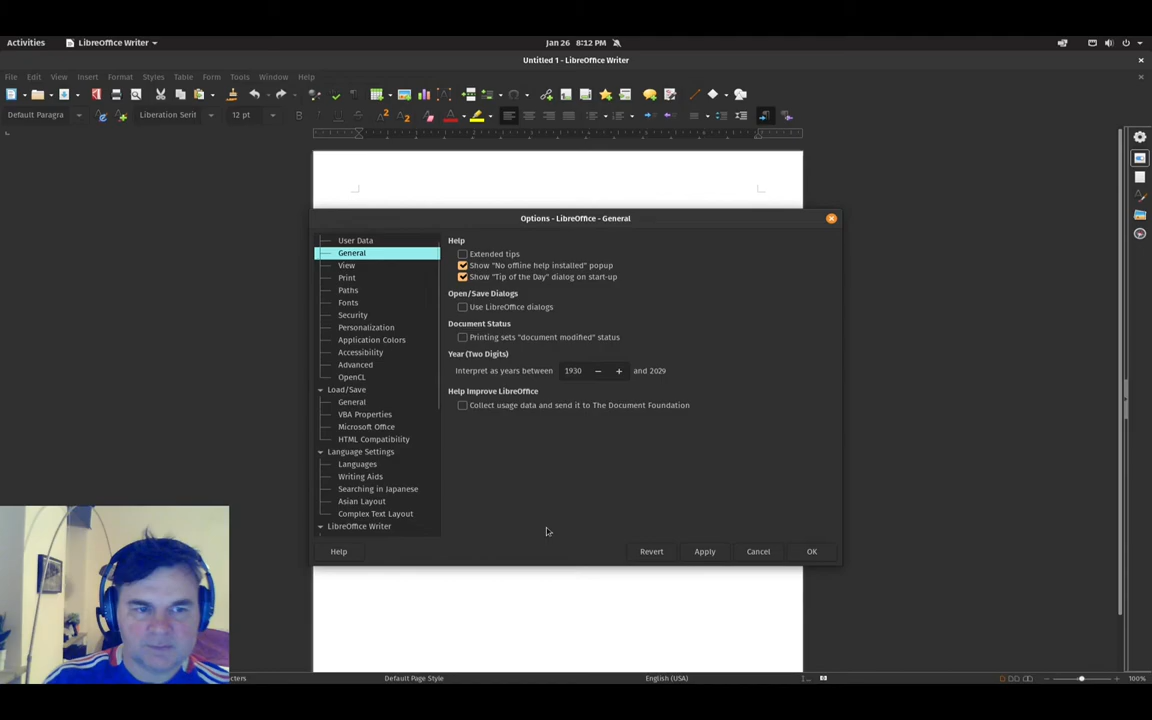 Activities LibreOffice Writer Jan 26 8:12 PM
Untitled 1 - LibreOffice Writer
File Edit View Insert Format Styles Table Form Tools Window Help
Default Paragra Liberation Serif 12 pt
Options - LibreOffice - General
User Data
General
View
Print
Paths
Fonts
Security
Personalization
Application Colors
Accessibility
Advanced
OpenCL
Load/Save
General
VBA Properties
Microsoft Office
HTML Compatibility
Language Settings
Languages
Writing Aids
Searching in Japanese
Asian Layout
Complex Text Layout
LibreOffice Writer
Help
Extended tips
Show "No offline help installed" popup
Show "Tip of the Day" dialog on start-up
Open/Save Dialogs
Use LibreOffice dialogs
Document Status
Printing sets "document modified" status
Year (Two Digits)
Interpret as years between 1930 and 2029
Help Improve LibreOffice
Collect usage data and send it to The Document Foundation
Help Revert Apply Cancel OK
cters Default Page Style English (USA) 100%